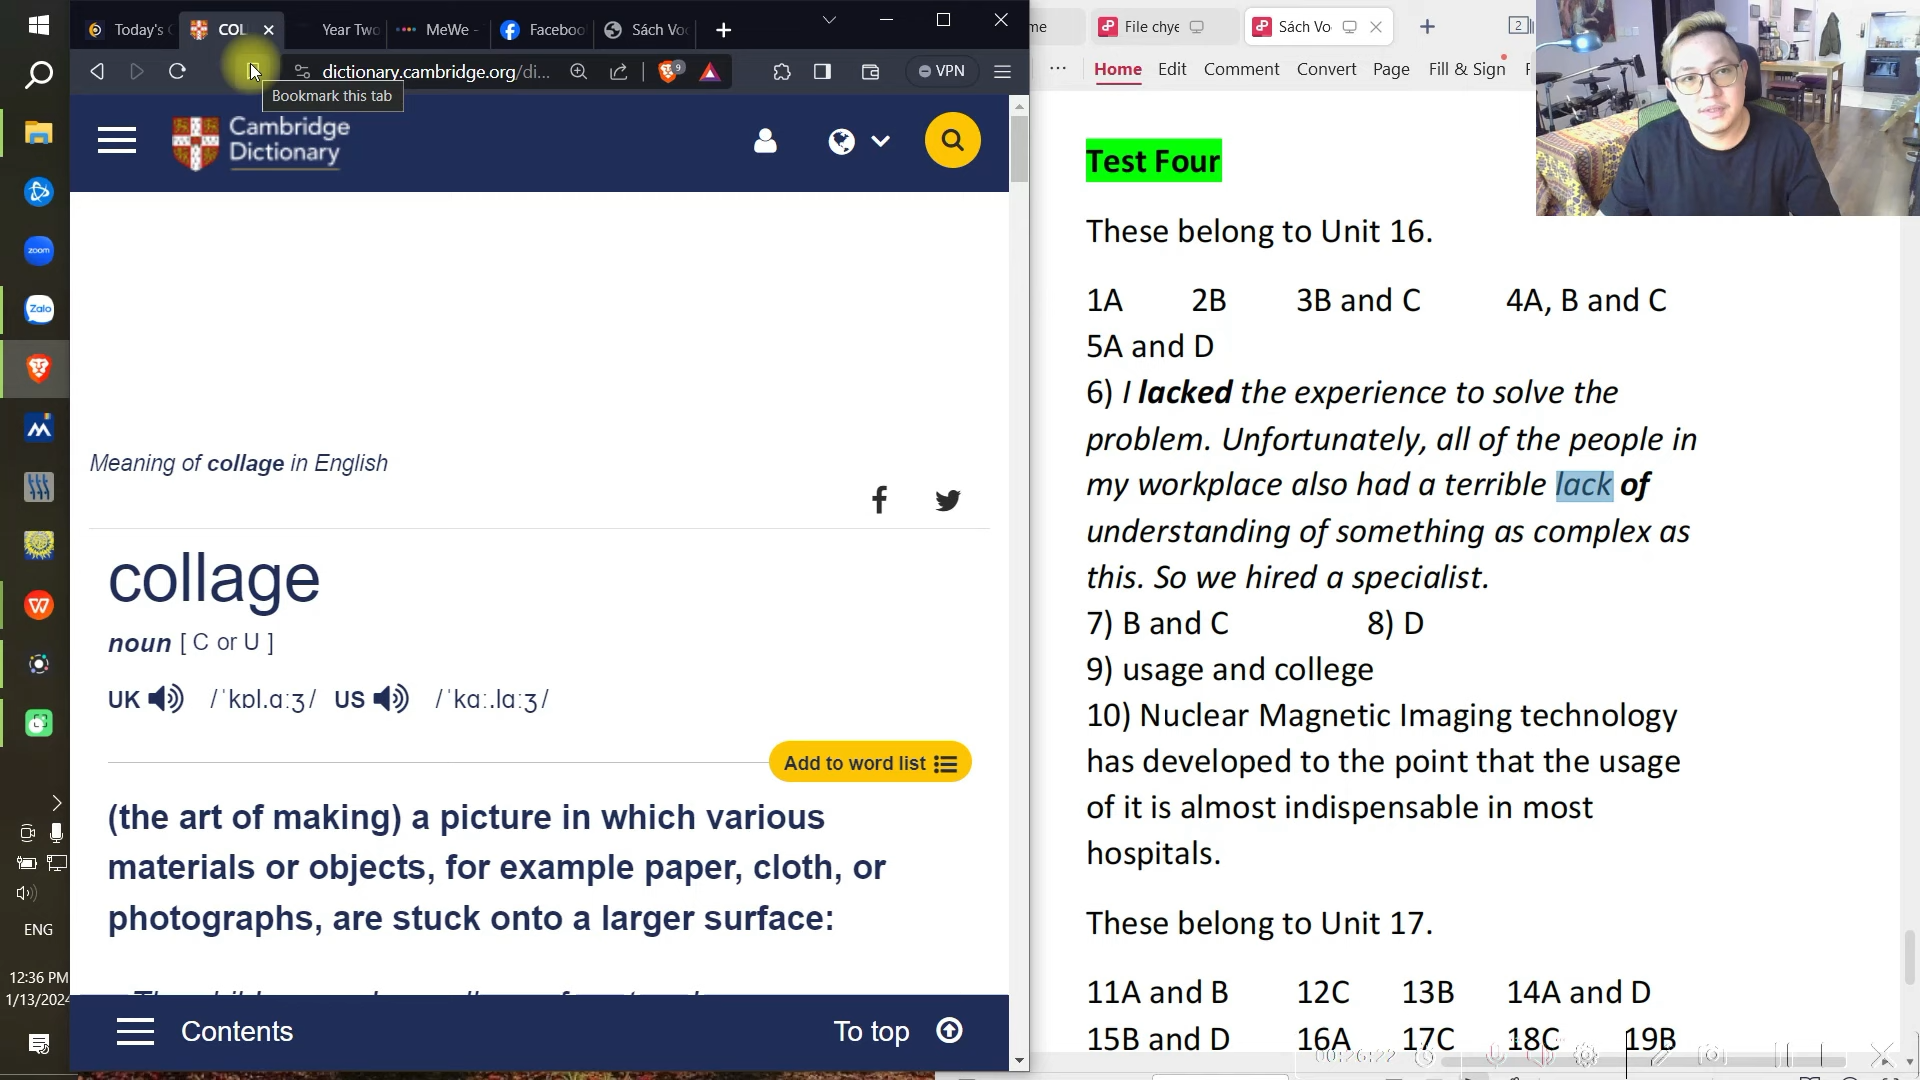 Today's
COL
Year Two
MeWe -
Faceboo
Sách Vo
dictionary.cambridge.org/di...
9
VPN
Bookmark this tab
Cambridge
Dictionary
Meaning of collage in English
collage
noun [ C or U ]
UK /ˈkɒl.ɑːʒ/ US /ˈkɑː.lɑːʒ/
Add to word list
(the art of making) a picture in which various
materials or objects, for example paper, cloth, or
photographs, are stuck onto a larger surface:
Contents
To top
zoom
Zalo
ENG
12:36 PM
1/13/2024
me
File chye
Sách Vo
2
Home Edit Comment Convert Page Fill & Sign
Test Four
These belong to Unit 16.
1A 2B 3B and C 4A, B and C
5A and D
6) I lacked the experience to solve the
problem. Unfortunately, all of the people in
my workplace also had a terrible lack of
understanding of something as complex as
this. So we hired a specialist.
7) B and C 8) D
9) usage and college
10) Nuclear Magnetic Imaging technology
has developed to the point that the usage
of it is almost indispensable in most
hospitals.
These belong to Unit 17.
11A and B 12C 13B 14A and D
15B and D 16A 17C 18C 19B
00:26:22